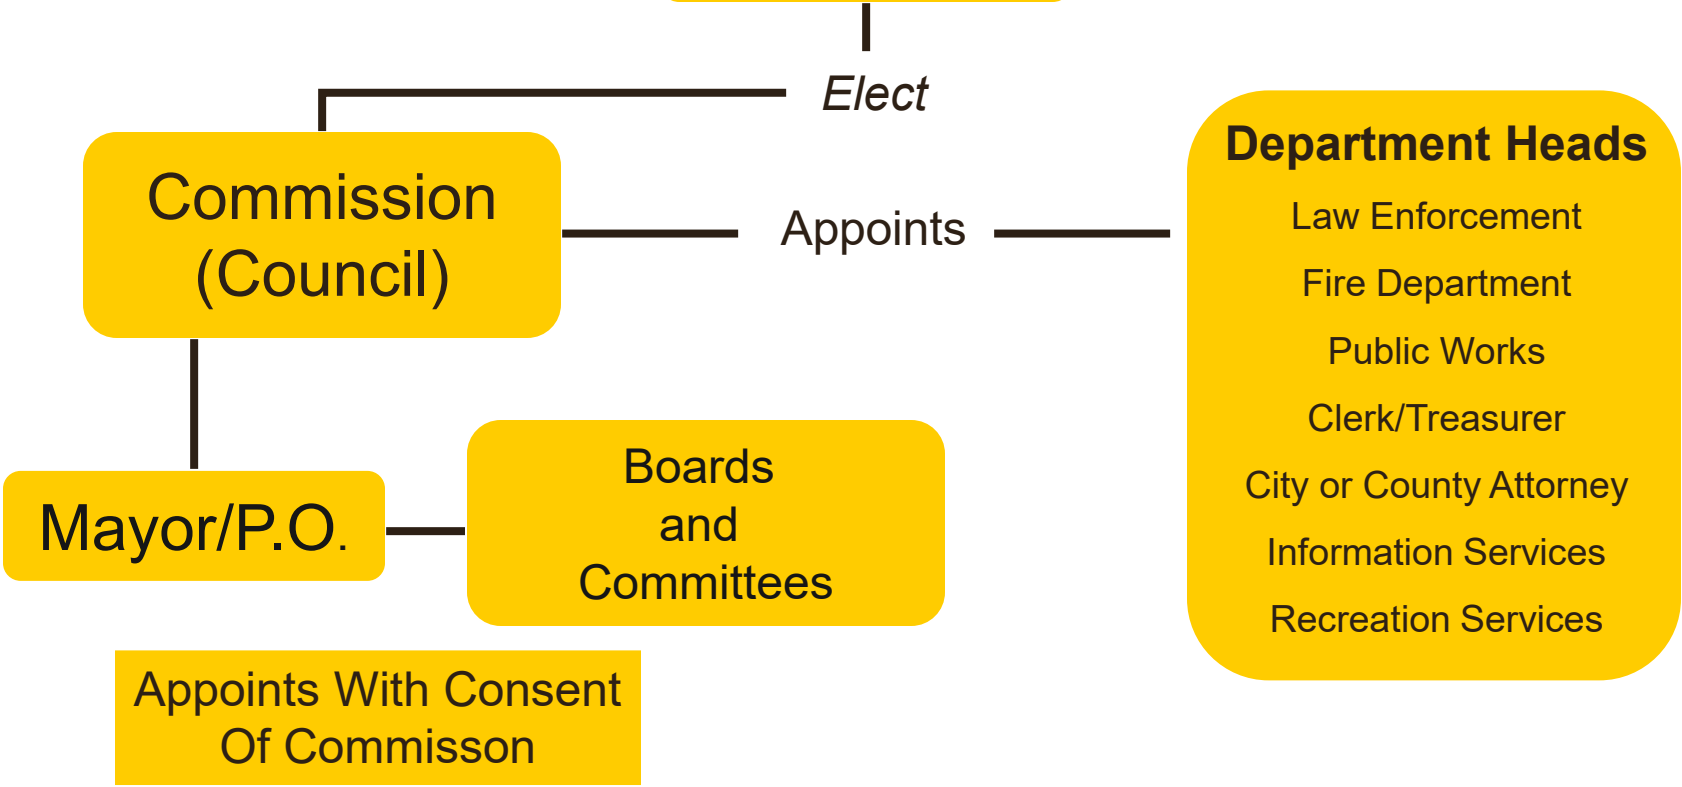 Elect
Commission
(Council)
Appoints
Department Heads
Law Enforcement
Fire Department
Public Works
Clerk/Treasurer
City or County Attorney
Information Services
Recreation Services
Mayor/P.O.
Boards
and
Committees
Appoints With Consent
Of Commisson